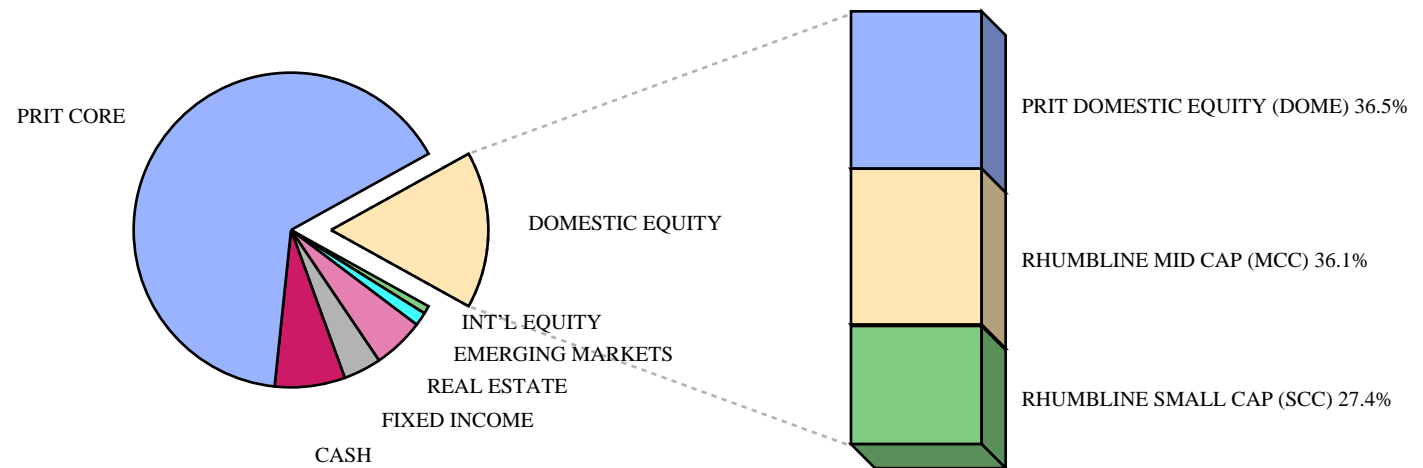 PRIT CORE
DOMESTIC EQUITY
INT'L EQUITY
EMERGING MARKETS
REAL ESTATE
FIXED INCOME
CASH
PRIT DOMESTIC EQUITY (DOME) 36.5%
RHUMBLINE MID CAP (MCC) 36.1%
RHUMBLINE SMALL CAP (SCC) 27.4%